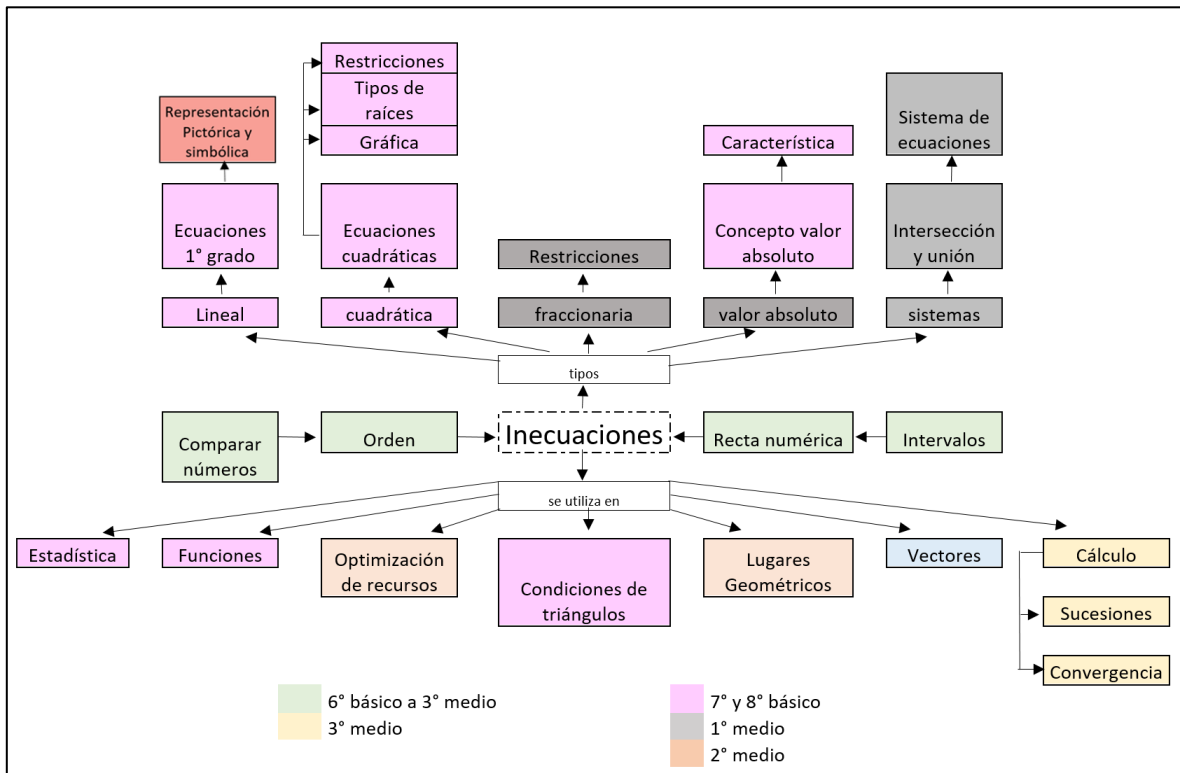 Restricciones
Tipos de
raíces
Gráfica
Representación
Pictórica y
simbólica
Característica
Sistema de
ecuaciones
Ecuaciones
1° grado
Ecuaciones
cuadráticas
Restricciones
Concepto valor
absoluto
Intersección
y unión
Lineal
cuadrática
fraccionaria
valor absoluto
sistemas
tipos
Comparar
números
Orden
Inecuaciones
Recta numérica
Intervalos
se utiliza en
Estadística
Funciones
Optimización
de recursos
Condiciones de
triángulos
Lugares
Geométricos
Vectores
Cálculo
Sucesiones
Convergencia
6° básico a 3° medio
3° medio
7° y 8° básico
1° medio
2° medio